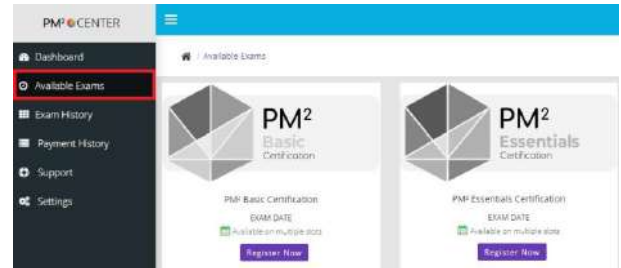 PM² CENTER
Dashboard
/ Available Exams
Available Exams
Exam History
Payment History
Support
Settings
PM²
Basic
Certification
PM² Basic Certification
EXAM DATE
Available on multiple slots
Register Now
PM²
Essentials
Certification
PM² Essentials Certification
EXAM DATE
Available on multiple slots
Register Now